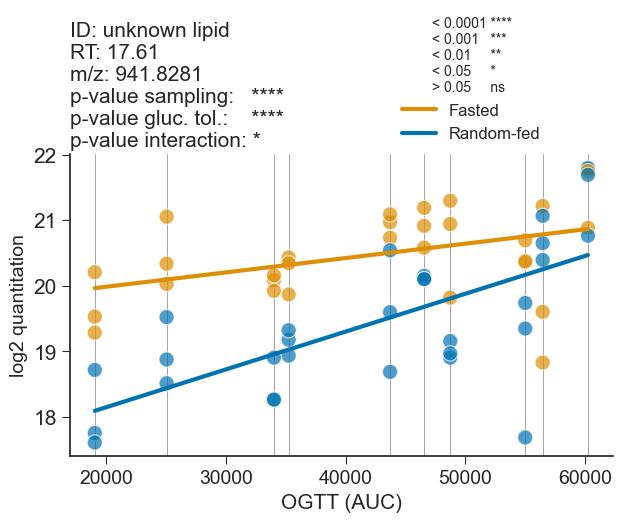 ID: unknown lipid
RT: 17.61
m/z: 941.8281
p-value sampling: ****
p-value gluc. tol.: ****
p-value interaction: *
< 0.0001 ****
< 0.001 ***
< 0.01 **
< 0.05 *
> 0.05 ns
Fasted
Random-fed
22
21
20
19
18
log2 quantitation
20000 30000 40000 50000 60000
OGTT (AUC)